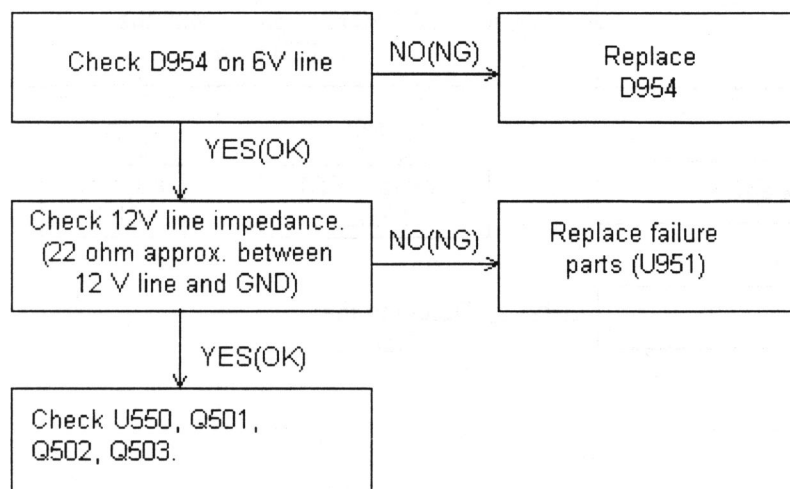 Check D954 on 6V line
NO(NG)
Replace
D954
YES(OK)
Check 12V line impedance.
(22 ohm approx. between
12 V line and GND)
NO(NG)
Replace failure
parts (U951)
YES(OK)
Check U550, Q501,
Q502, Q503.